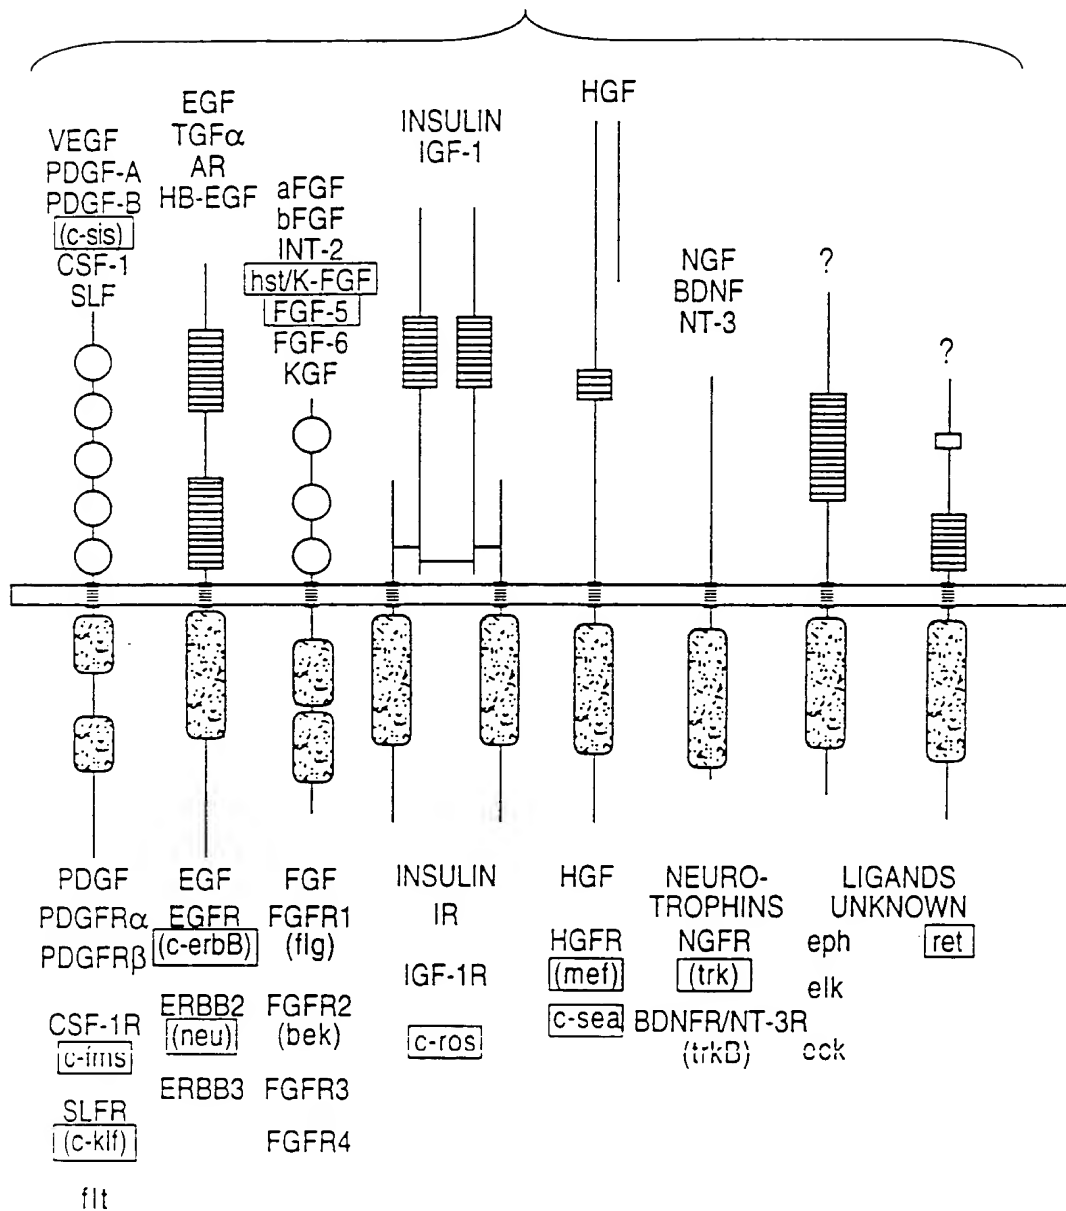 VEGF
PDGF-A
PDGF-B
(c-sis)
CSF-1
SLF
EGF
TGFα
AR
HB-EGF
aFGF
bFGF
INT-2
hst/K-FGF
FGF-5
FGF-6
KGF
INSULIN
IGF-1
HGF
NGF
BDNF
NT-3
?
?
PDGF
PDGFRα
PDGFRβ
CSF-1R
c-fms
SLFR
(c-kif)
flt
EGF
EGFR
(c-erbB)
ERBB2
(neu)
ERBB3
FGF
FGFR1
(flg)
FGFR2
(bek)
FGFR3
FGFR4
INSULIN
IR
IGF-1R
c-ros
HGF
HGFR
(mef)
c-sea
NEURO-
TROPHINS
NGFR
(trk)
BDNFR/NT-3R
(trkB)
LIGANDS
UNKNOWN
eph
elk
eck
ret